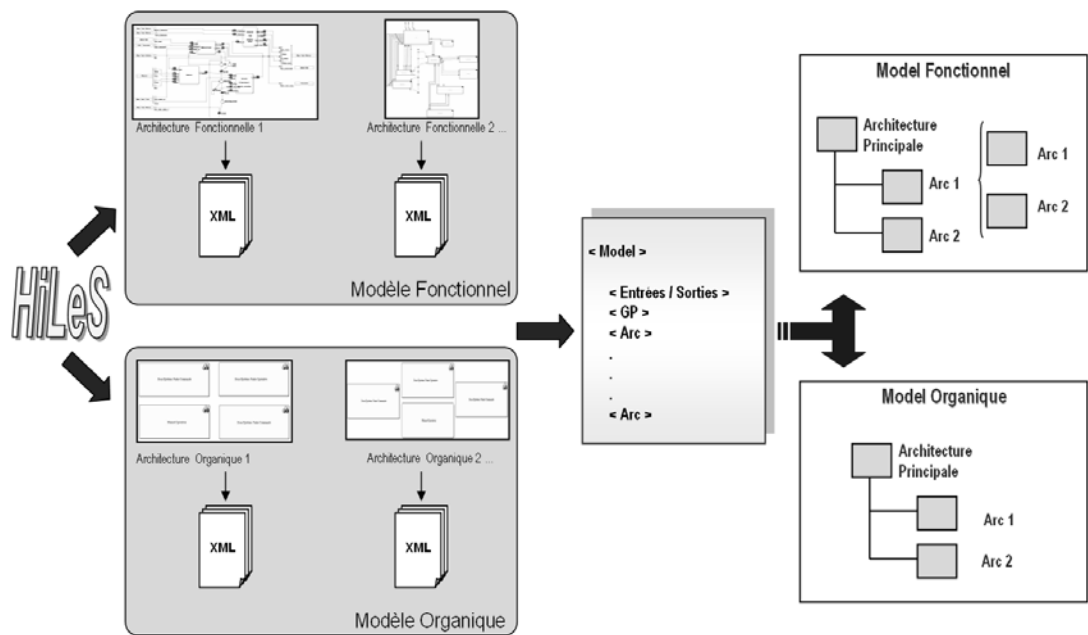 HiLeS
Architecture Fonctionnelle 1
Architecture Fonctionnelle 2 ...
XML
XML
Modèle Fonctionnel
Architecture Organique 1
Architecture Organique 2 ...
XML
XML
Modèle Organique
< Model >
< Entrées / Sorties >
< GP >
< Arc >
.
.
.
< Arc >
Model Fonctionnel
Architecture
Principale
Arc 1
Arc 2
Arc 1
Arc 2
Model Organique
Architecture
Principale
Arc 1
Arc 2